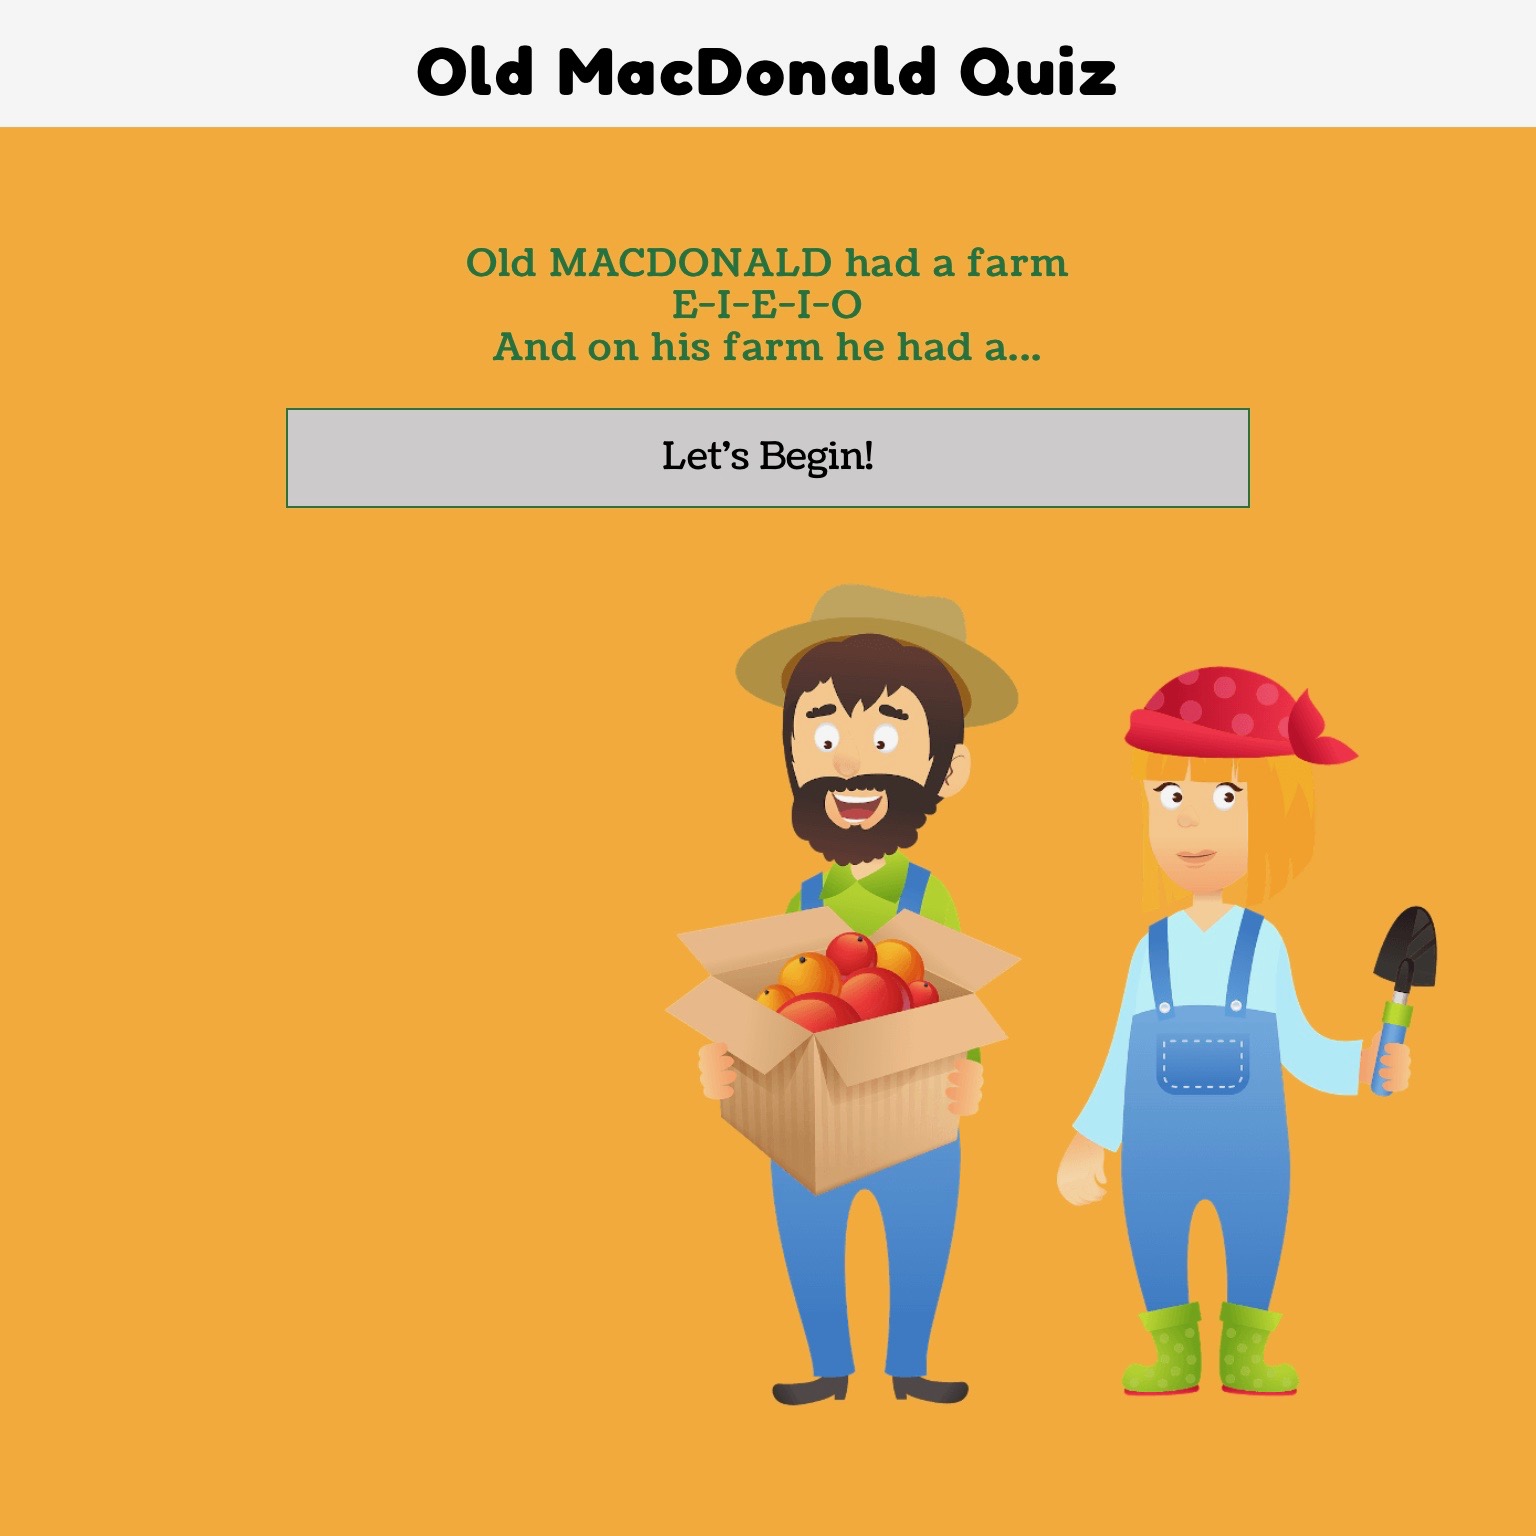 Old MacDonald Quiz
Old MACDONALD had a farm
E-I-E-I-O
And on his farm he had a...
Let’s Begin!